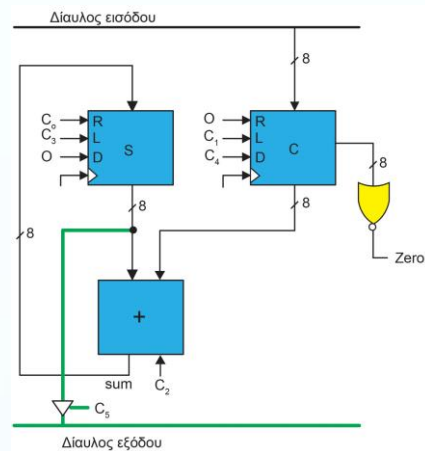 Δίαυλος εισόδου
8
C₀ R
C₃ L
O D
S
O R
C₁ L
C₄ D
C
8
8
8
8
Zero
+
sum
C₂
C₅
Δίαυλος εξόδου